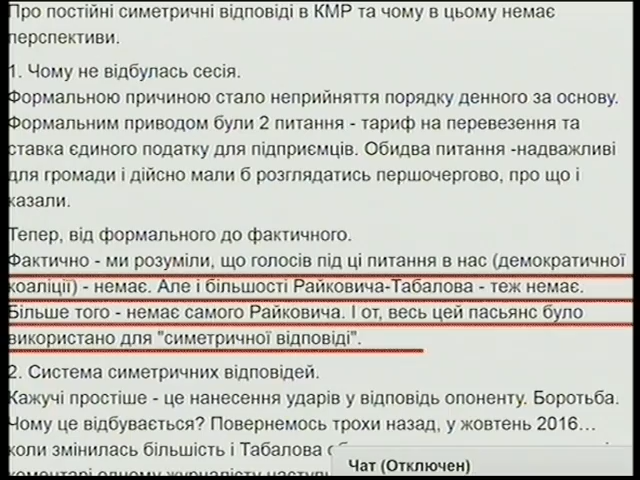 Про постійні симетричні відповіді в КМР та чому в цьому немає
перспективи.
1. Чому не відбулась сесія.
Формальною причиною стало неприйняття порядку денного за основу.
Формальним приводом були 2 питання - тариф на перевезення та
ставка єдиного податку для підприємців. Обидва питання -надважливі
для громади і дійсно мали б розглядатись першочергово, про що і
казали.
Тепер, від формального до фактичного.
Фактично - ми розуміли, що голосів під ці питання в нас (демократичної
коаліції) - немає. Але і більшості Райковича-Табалова - теж немає.
Більше того - немає самого Райковича. І от, весь цей пасьянс було
використано для "симетричної відповіді".
2. Система симетричних відповідей.
Кажучі простіше - це нанесення ударів у відповідь опоненту. Боротьба.
Чому це відбувається? Повернемось трохи назад, у жовтень 2016…
коли змінилась більшість і Табалова
коментарі одному журналісту
Чат (Отключен)